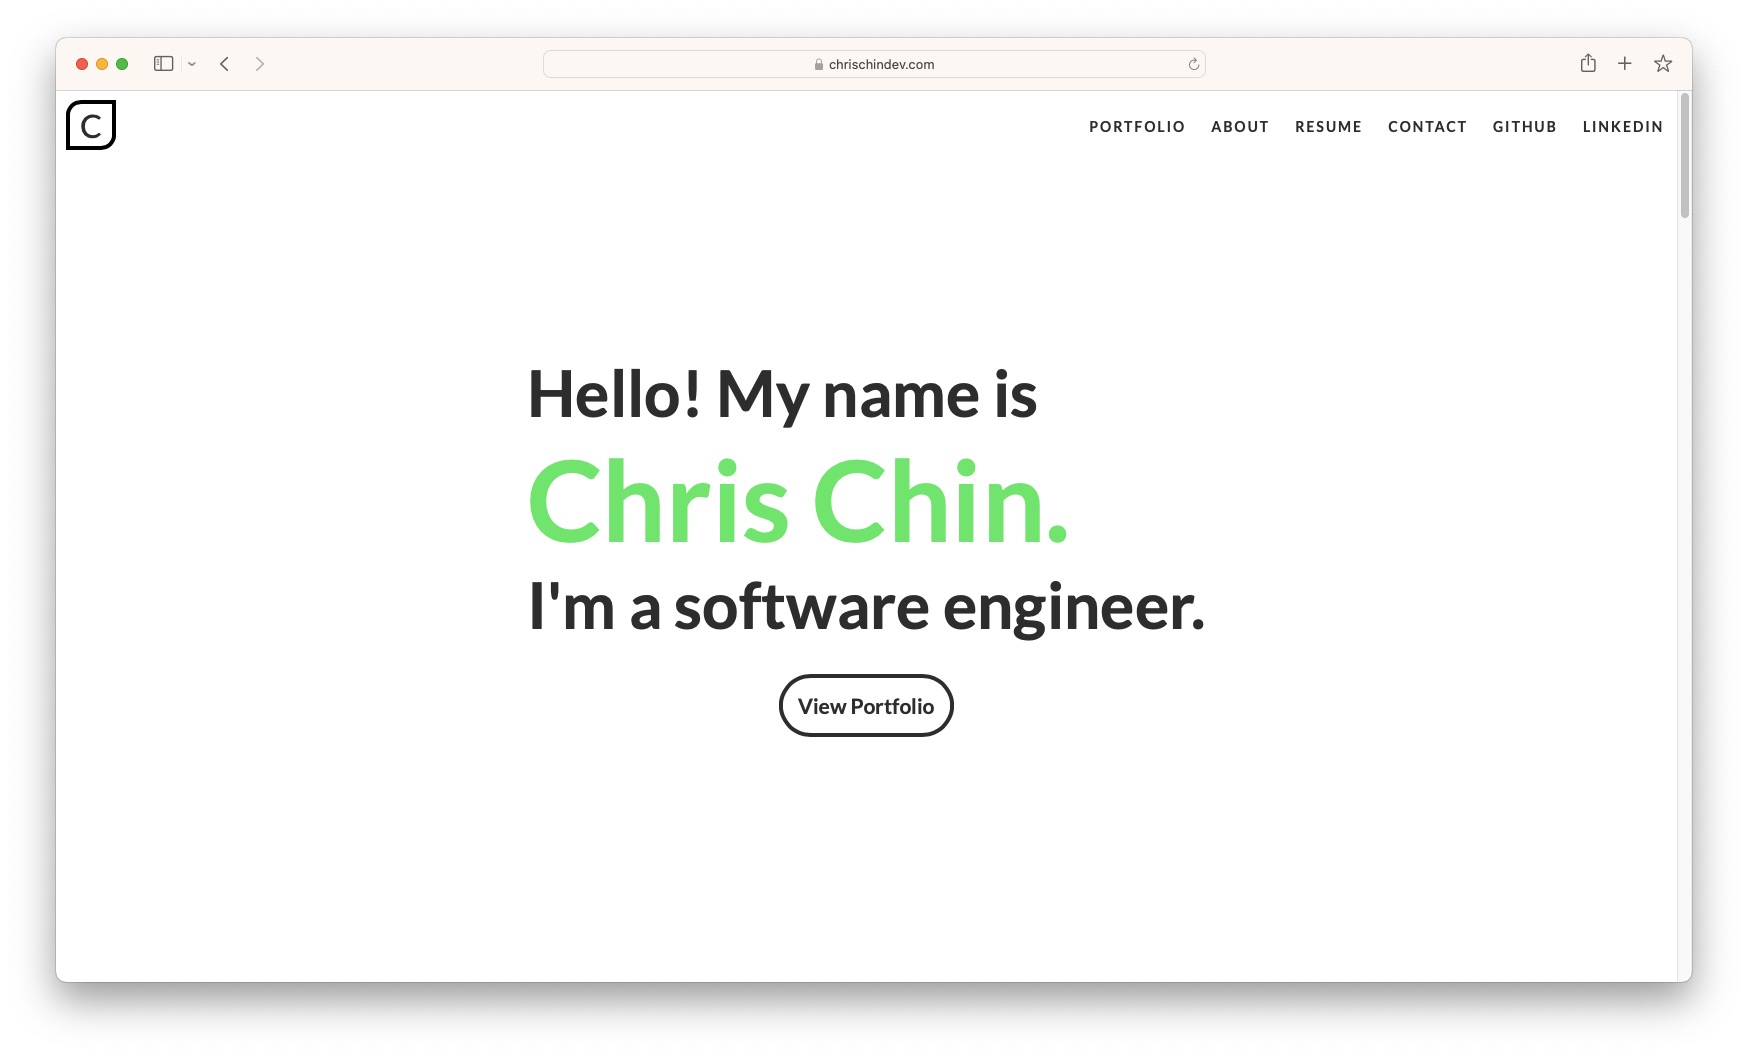 chrischindev.com
C
PORTFOLIO ABOUT RESUME CONTACT GITHUB LINKEDIN
Hello! My name is
Chris Chin.
I'm a software engineer.
View Portfolio